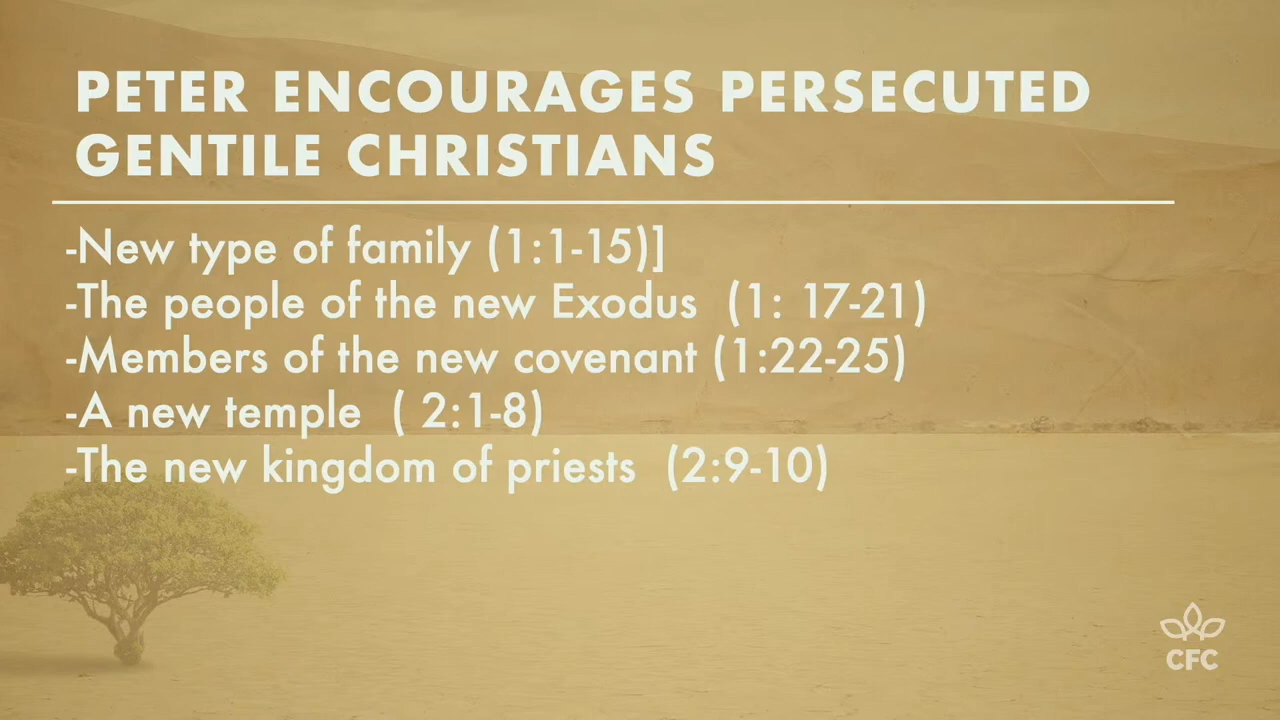 PETER ENCOURAGES PERSECUTED
GENTILE CHRISTIANS
-New type of family (1:1-15)]
-The people of the new Exodus  (1: 17-21)
-Members of the new covenant (1:22-25)
-A new temple  ( 2:1-8)
-The new kingdom of priests  (2:9-10)
CFC